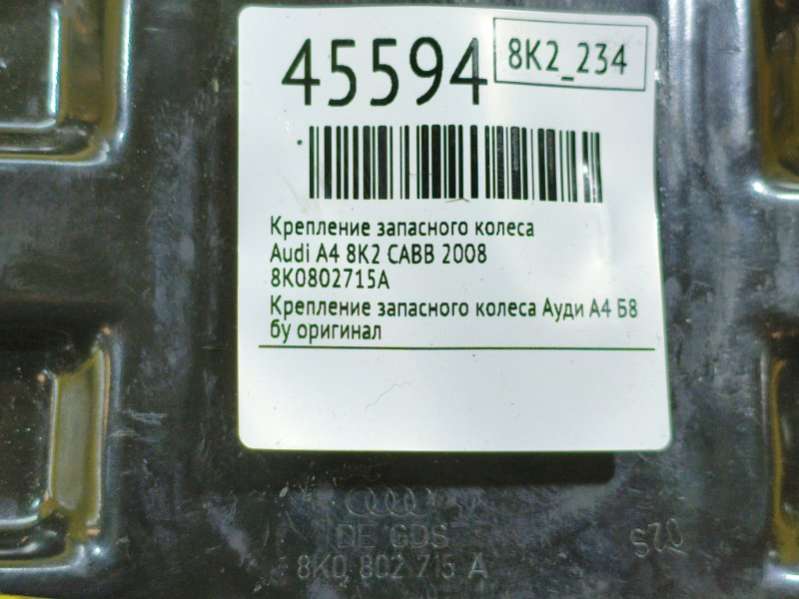 45594
8K2_234
Крепление запасного колеса
Audi A4 8K2 CABB 2008
8K0802715A
Крепление запасного колеса Ауди А4 Б8
бу оригинал
DE GDS
8K0 802 715 A